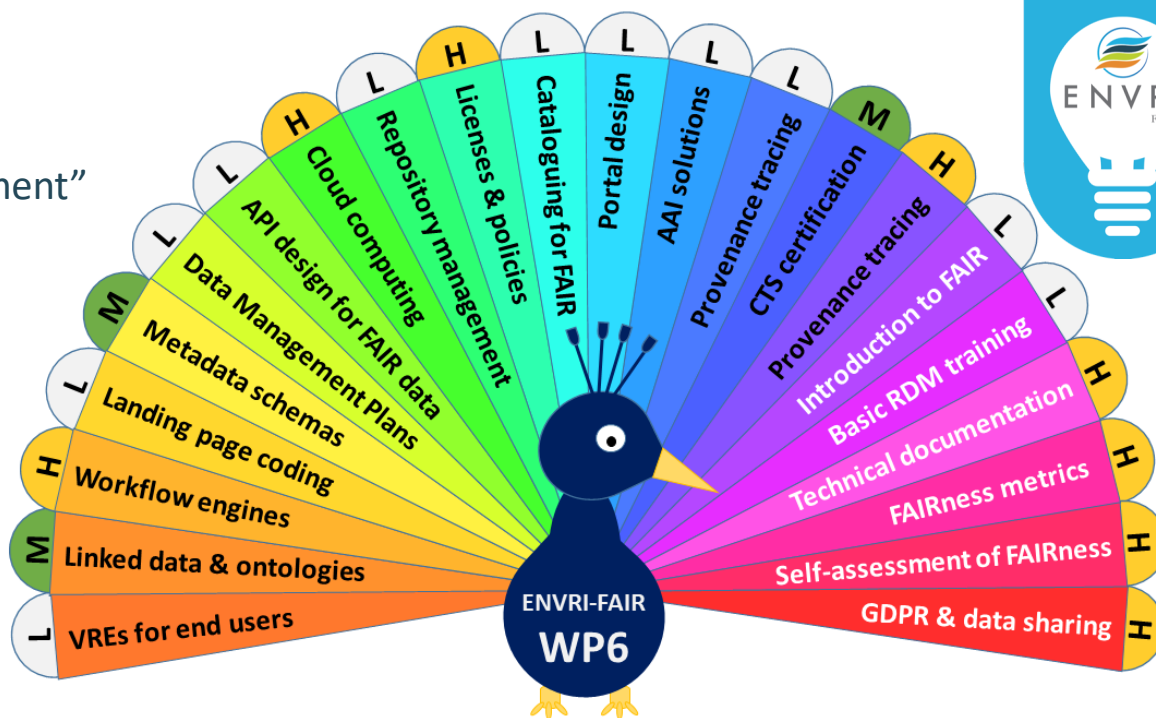 ment”
ENVR
L
VREs for end users
M
Linked data & ontologies
H
Workflow engines
L
Landing page coding
M
Metadata schemas
L
Data Management Plans
L
API design for FAIR data
H
Cloud computing
L
Repository management
H
Licenses & policies
L
Cataloguing for FAIR
L
Portal design
L
AAI solutions
L
Provenance tracing
M
CTS certification
H
Provenance tracing
L
Introduction to FAIR
L
Basic RDM training
H
Technical documentation
H
FAIRness metrics
H
Self-assessment of FAIRness
H
GDPR & data sharing
ENVRI-FAIR
WP6